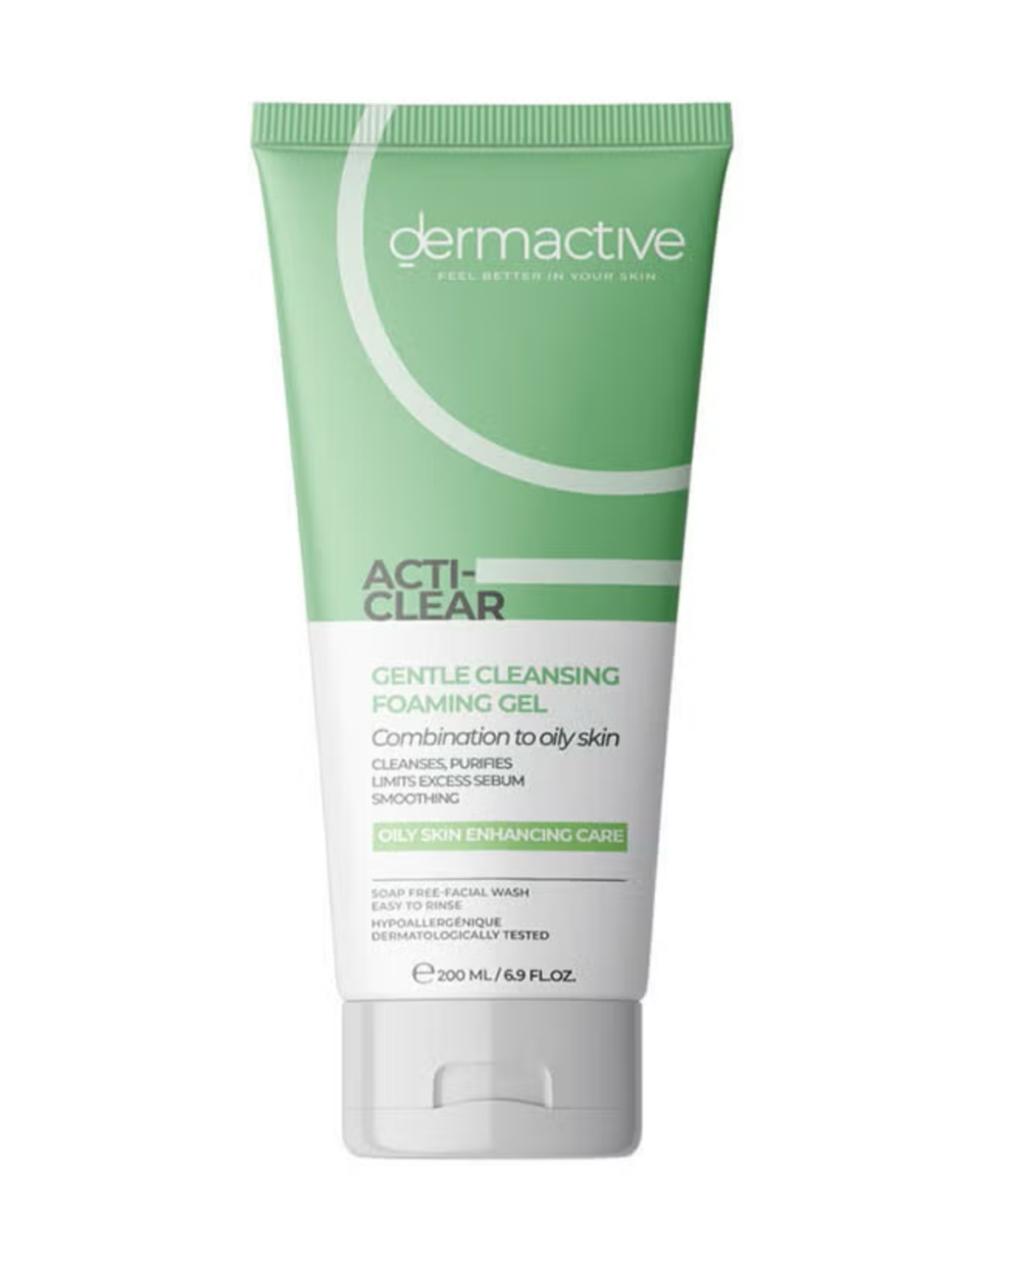 dermactive
FEEL BETTER IN YOUR SKIN
ACTI-
CLEAR
GENTLE CLEANSING
FOAMING GEL
Combination to oily skin
CLEANSES, PURIFIES
LIMITS EXCESS SEBUM
SMOOTHING
OILY SKIN ENHANCING CARE
SOAP FREE-FACIAL WASH
EASY TO RINSE
HYPOALLERGÉNIQUE
DERMATOLOGICALLY TESTED
℮ 200 ML / 6.9 FL.OZ.